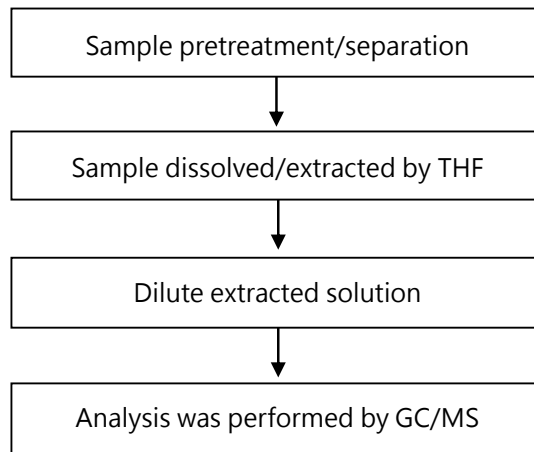 Sample pretreatment/separation
Sample dissolved/extracted by THF
Dilute extracted solution
Analysis was performed by GC/MS